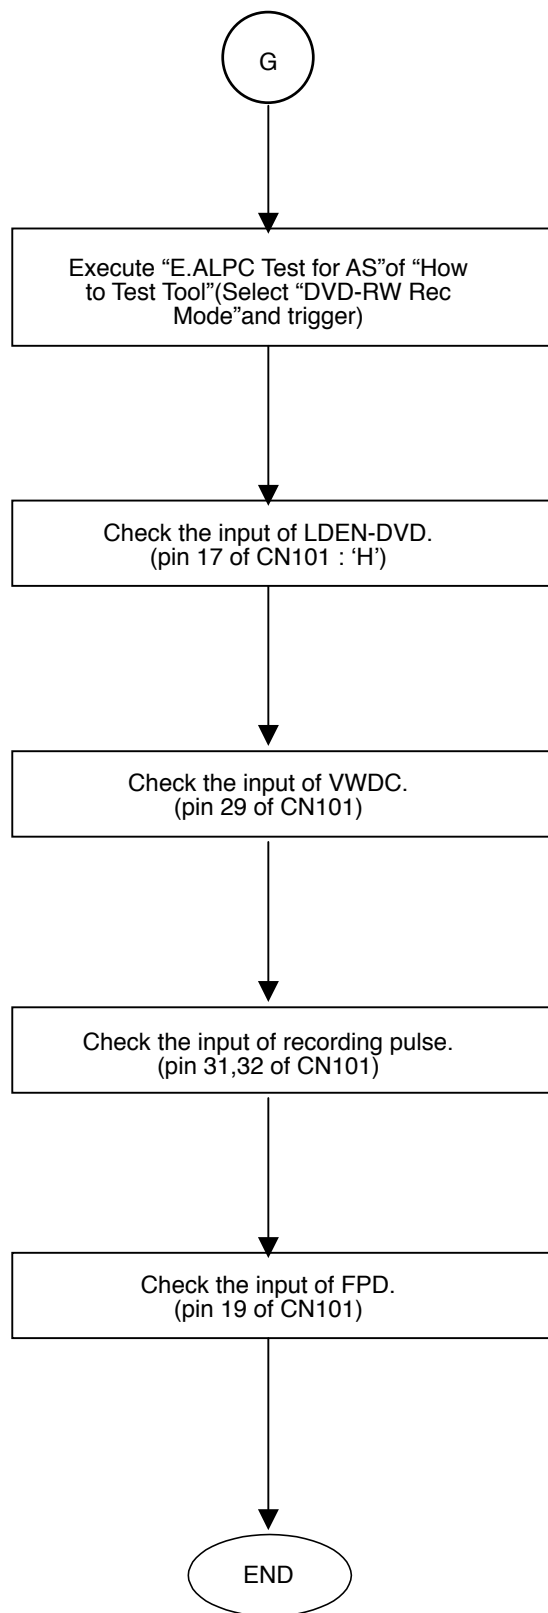 G
Execute “E.ALPC Test for AS”of “How
to Test Tool”(Select “DVD-RW Rec
Mode”and trigger)
Check the input of LDEN-DVD.
(pin 17 of CN101 : ‘H’)
Check the input of VWDC.
(pin 29 of CN101)
Check the input of recording pulse.
(pin 31,32 of CN101)
Check the input of FPD.
(pin 19 of CN101)
END